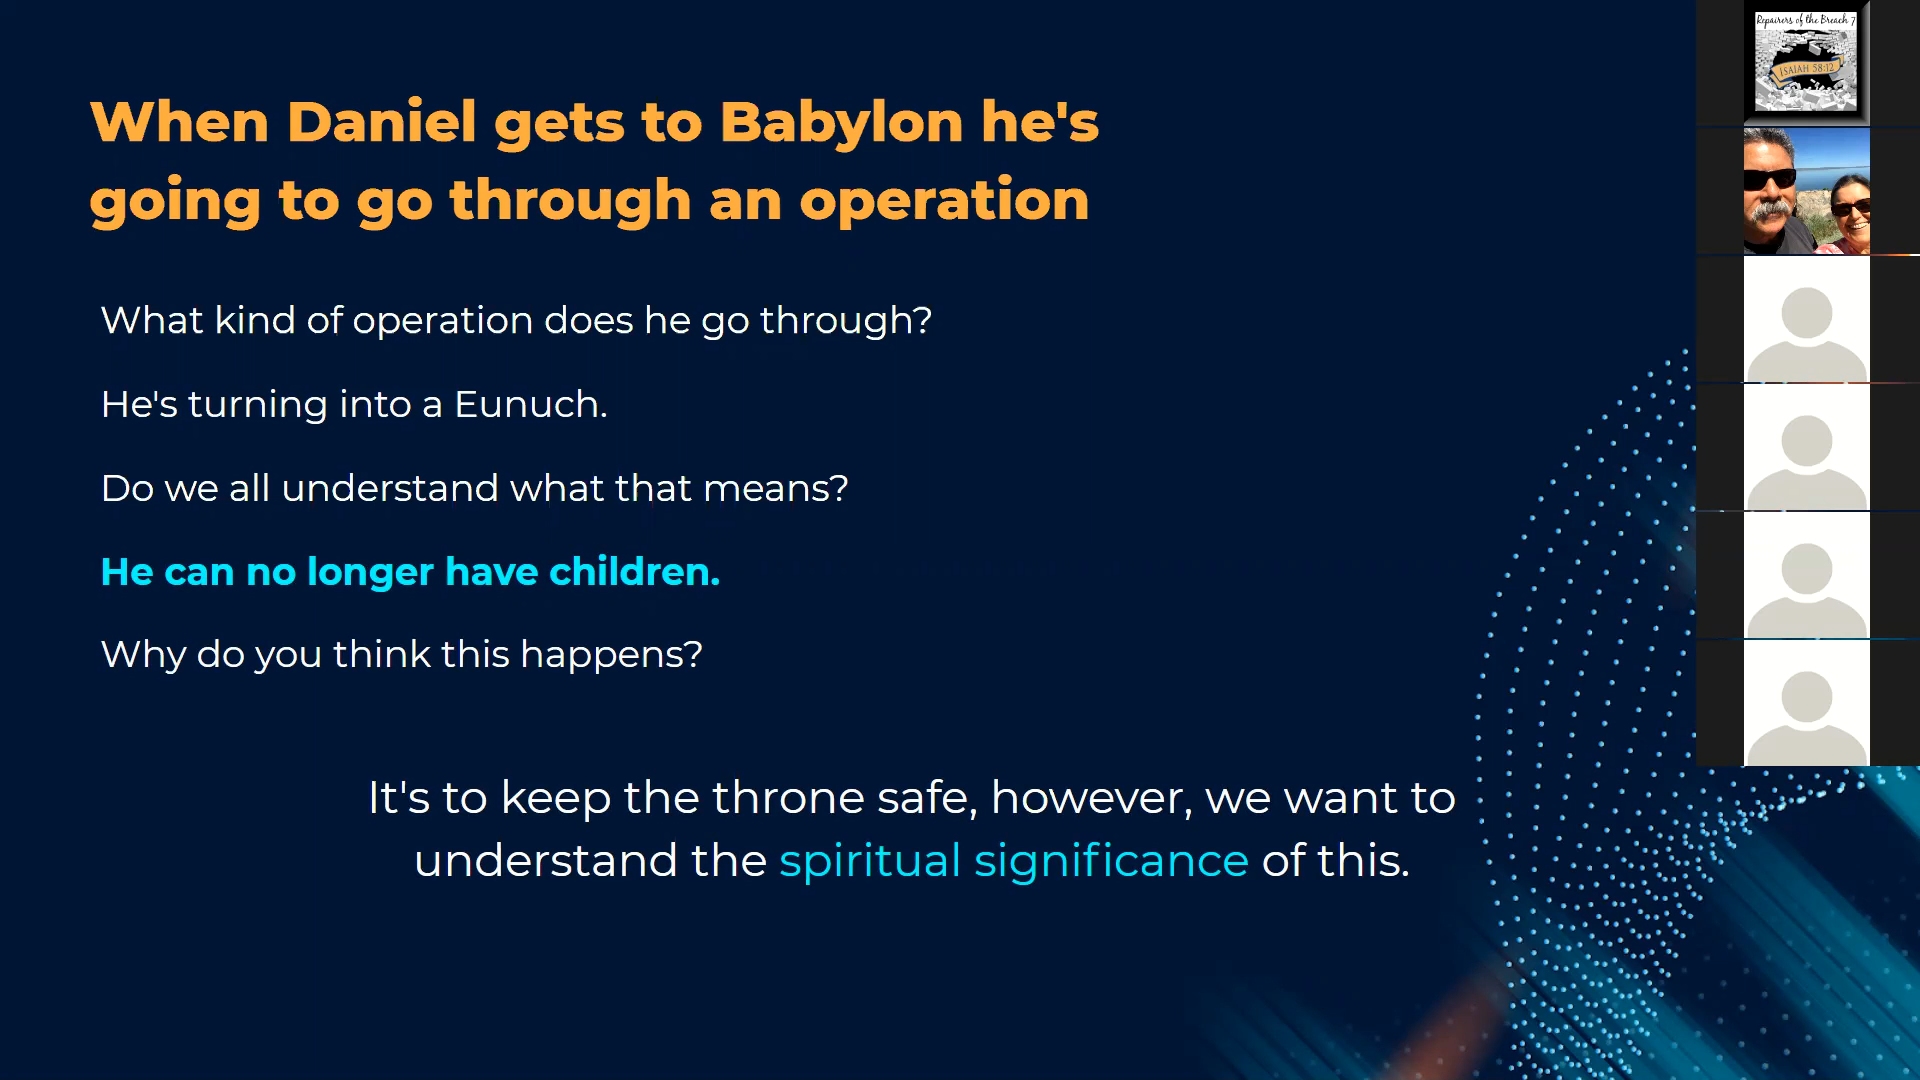 When Daniel gets to Babylon he's
going to go through an operation
What kind of operation does he go through?
He's turning into a Eunuch.
Do we all understand what that means?
He can no longer have children.
Why do you think this happens?
It's to keep the throne safe, however, we want to
understand the spiritual significance of this.
Repairers of the Breach 7
ISAIAH 58:12